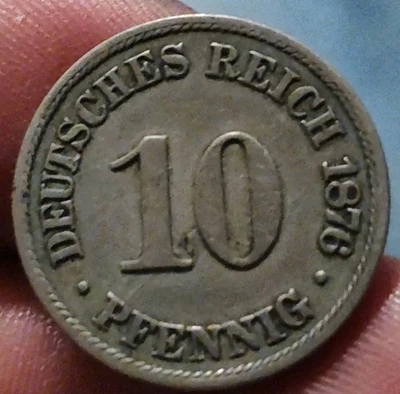 DEUTSCHES REICH 1876
10
• PFENNIG •